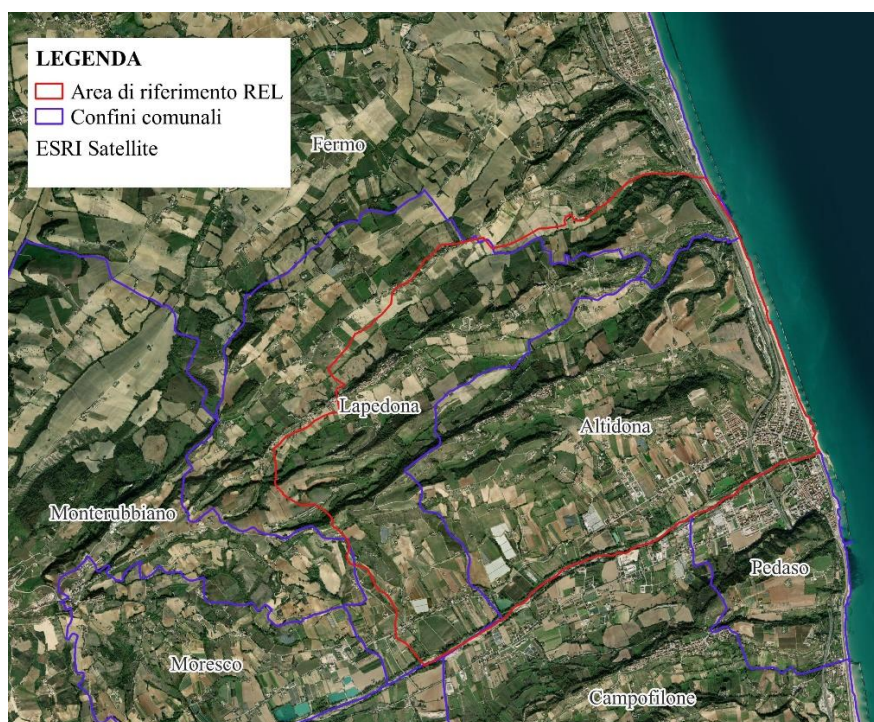 LEGENDA
Area di riferimento REL
Confini comunali
ESRI Satellite
Fermo
Lapedona
Altidona
Monterubbiano
Pedaso
Moresco
Campofilone